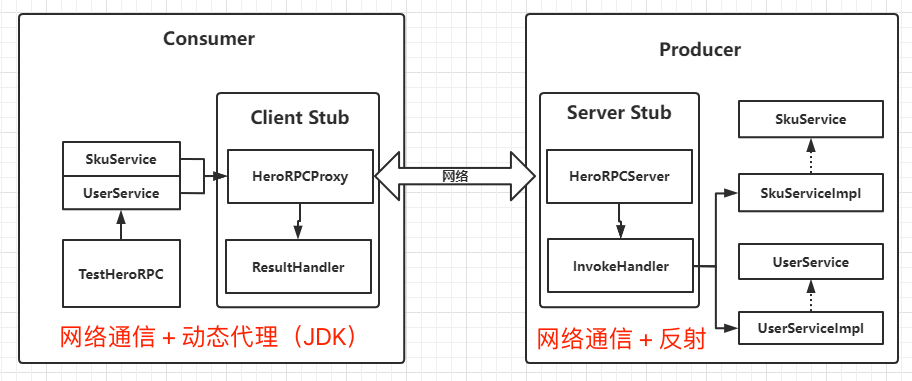 Consumer
Client Stub
SkuService
UserService
TestHeroRPC
HeroRPCProxy
ResultHandler
网络通信 + 动态代理（JDK）
网络
Producer
Server Stub
HeroRPCServer
InvokeHandler
SkuService
SkuServiceImpl
UserService
UserServiceImpl
网络通信 + 反射